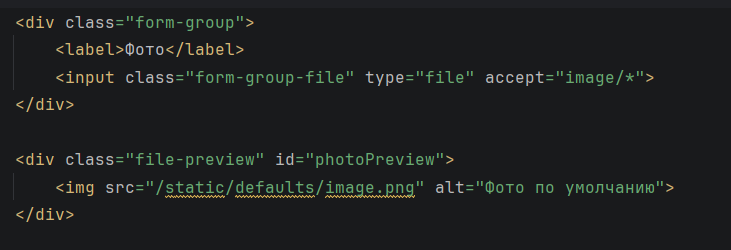 <div class="form-group">
    <label>Фото</label>
    <input class="form-group-file" type="file" accept="image/*">
</div>

<div class="file-preview" id="photoPreview">
    <img src="/static/defaults/image.png" alt="Фото по умолчанию">
</div>